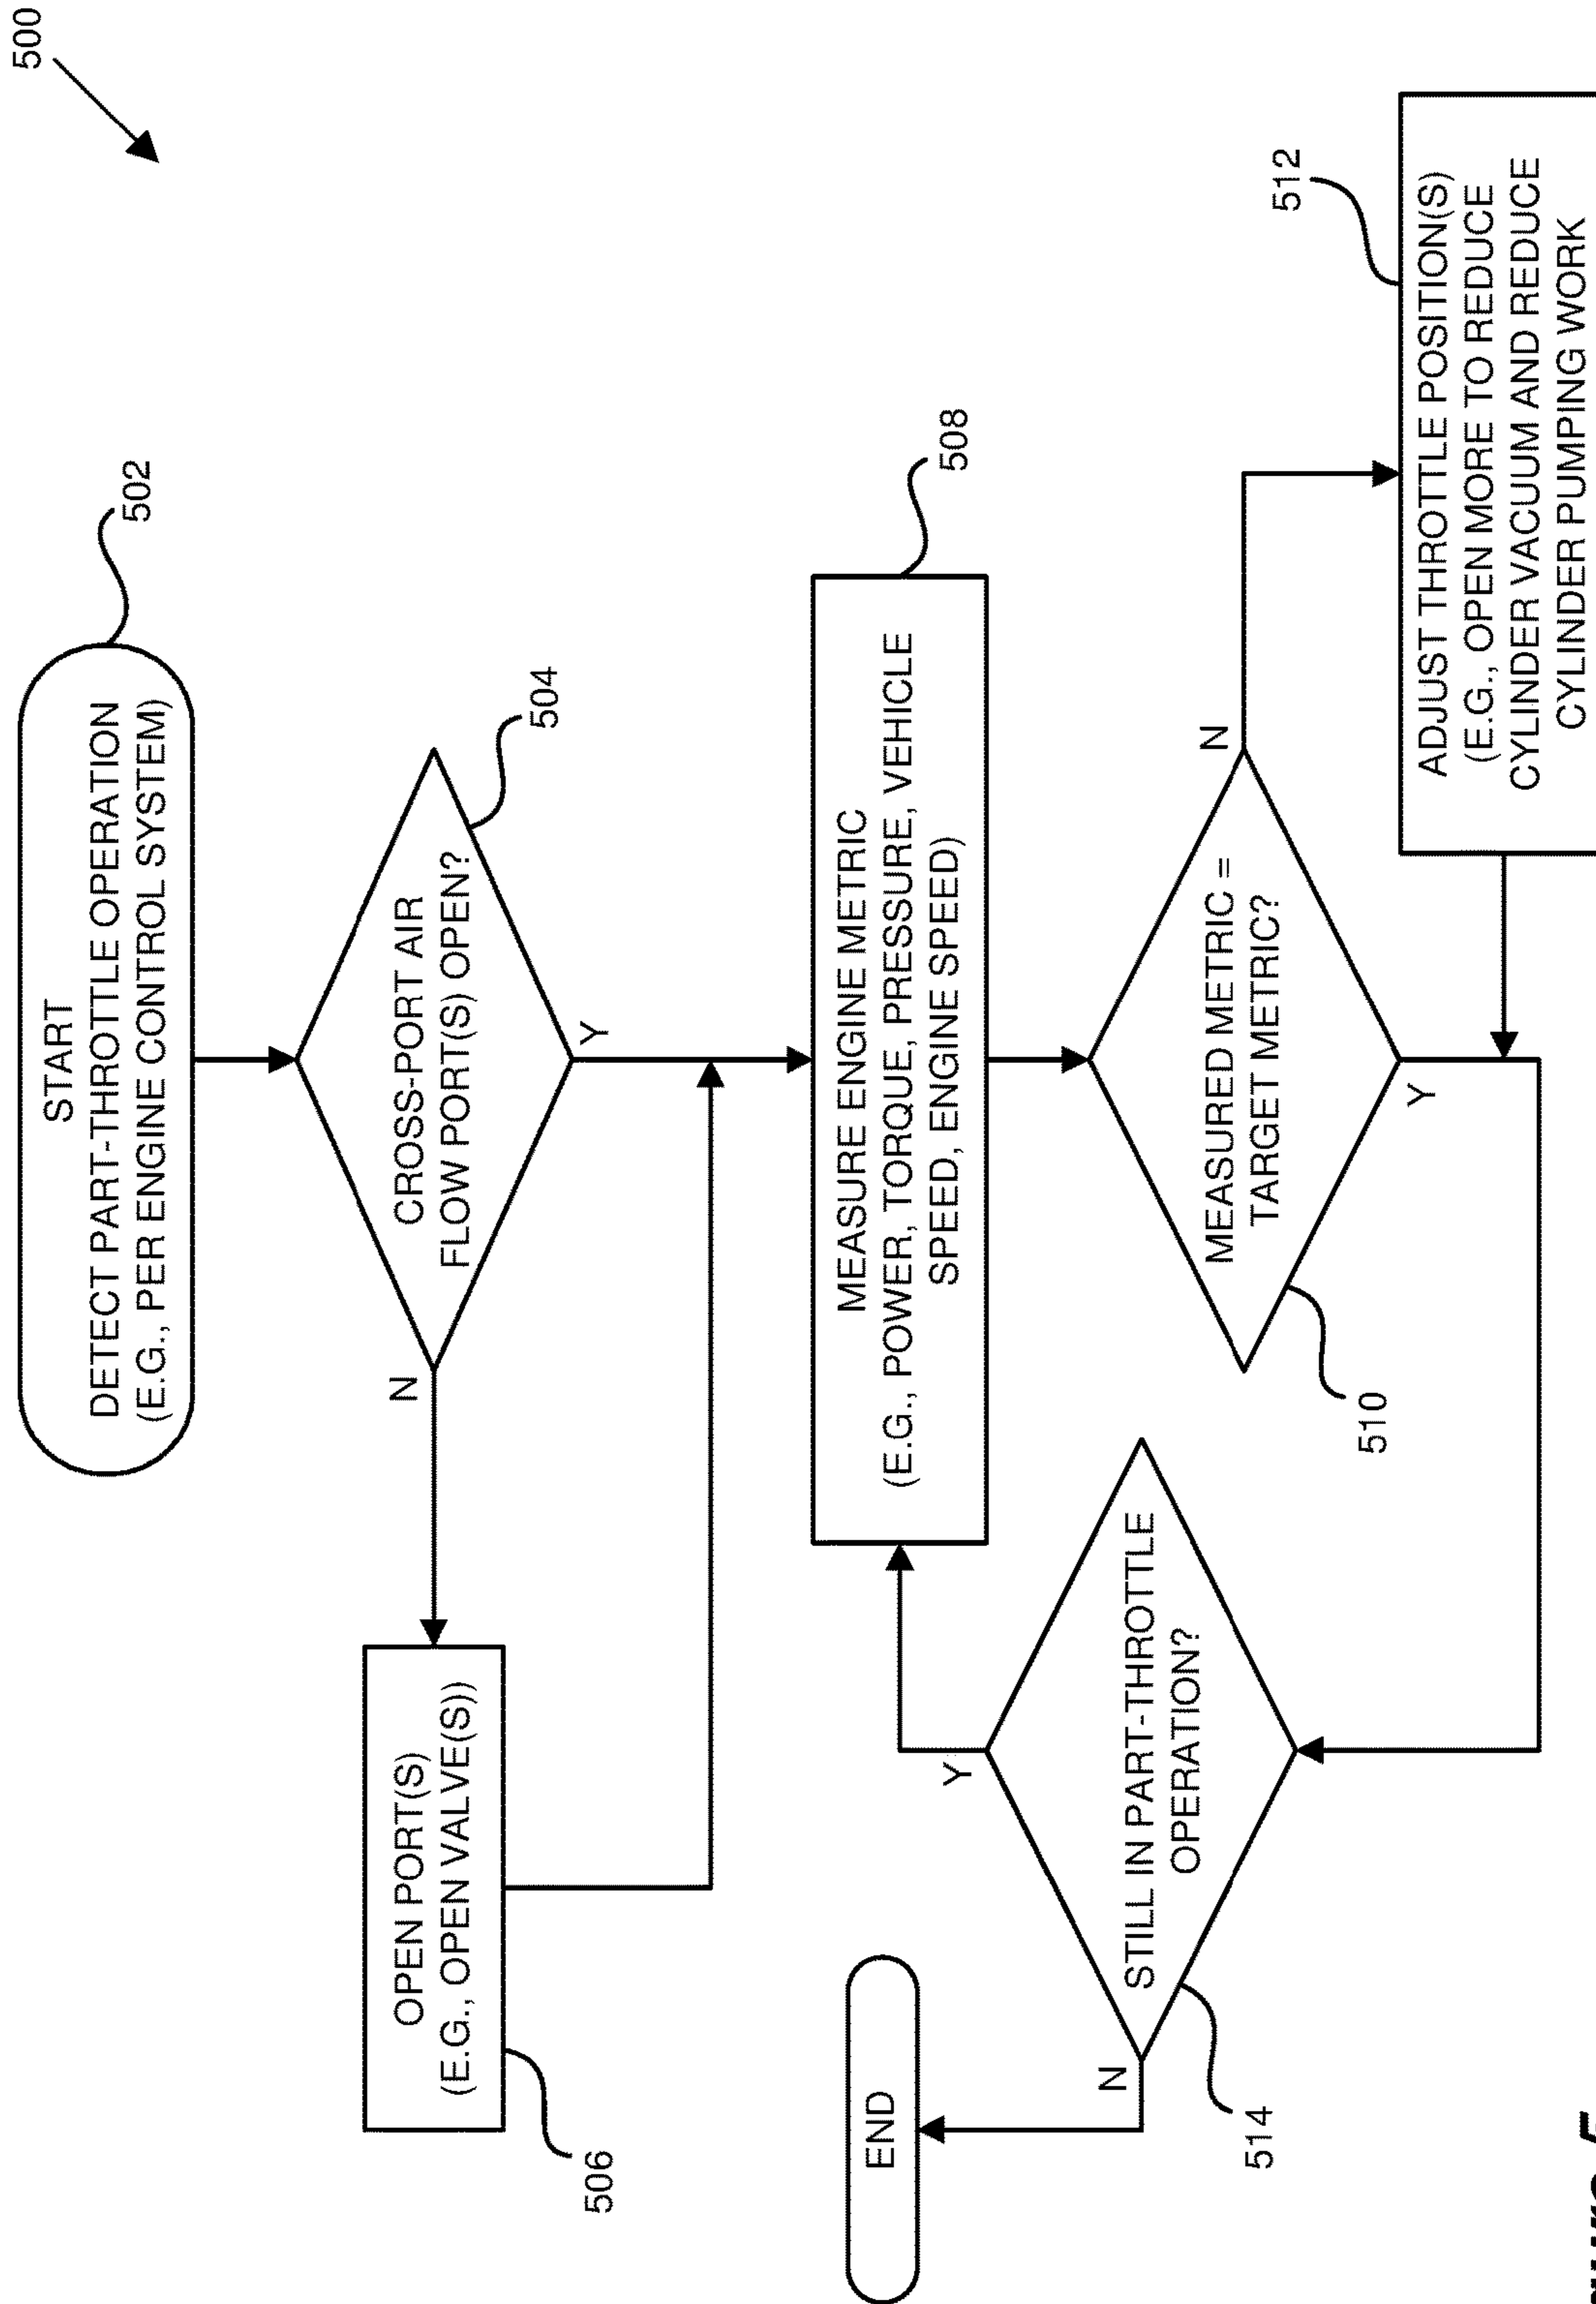 500
START
DETECT PART-THROTTLE OPERATION
(E.G., PER ENGINE CONTROL SYSTEM)
502
CROSS-PORT AIR
FLOW PORT(S) OPEN?
504
N
Y
OPEN PORT(S)
(E.G., OPEN VALVE(S))
506
MEASURE ENGINE METRIC
(E.G., POWER, TORQUE, PRESSURE, VEHICLE
SPEED, ENGINE SPEED)
508
MEASURED METRIC =
TARGET METRIC?
510
N
Y
ADJUST THROTTLE POSITION(S)
(E.G., OPEN MORE TO REDUCE
CYLINDER VACUUM AND REDUCE
CYLINDER PUMPING WORK
512
STILL IN PART-THROTTLE
OPERATION?
514
Y
N
END